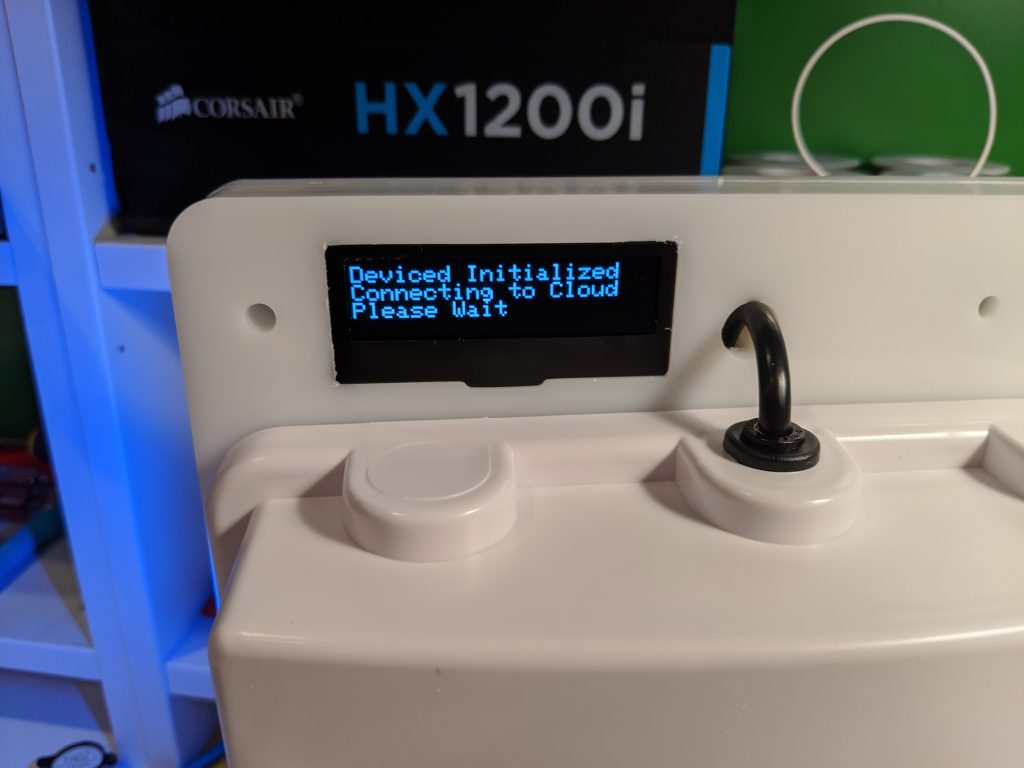 CORSAIR
HX1200i
Deviced Initialized
Connecting to Cloud
Please Wait